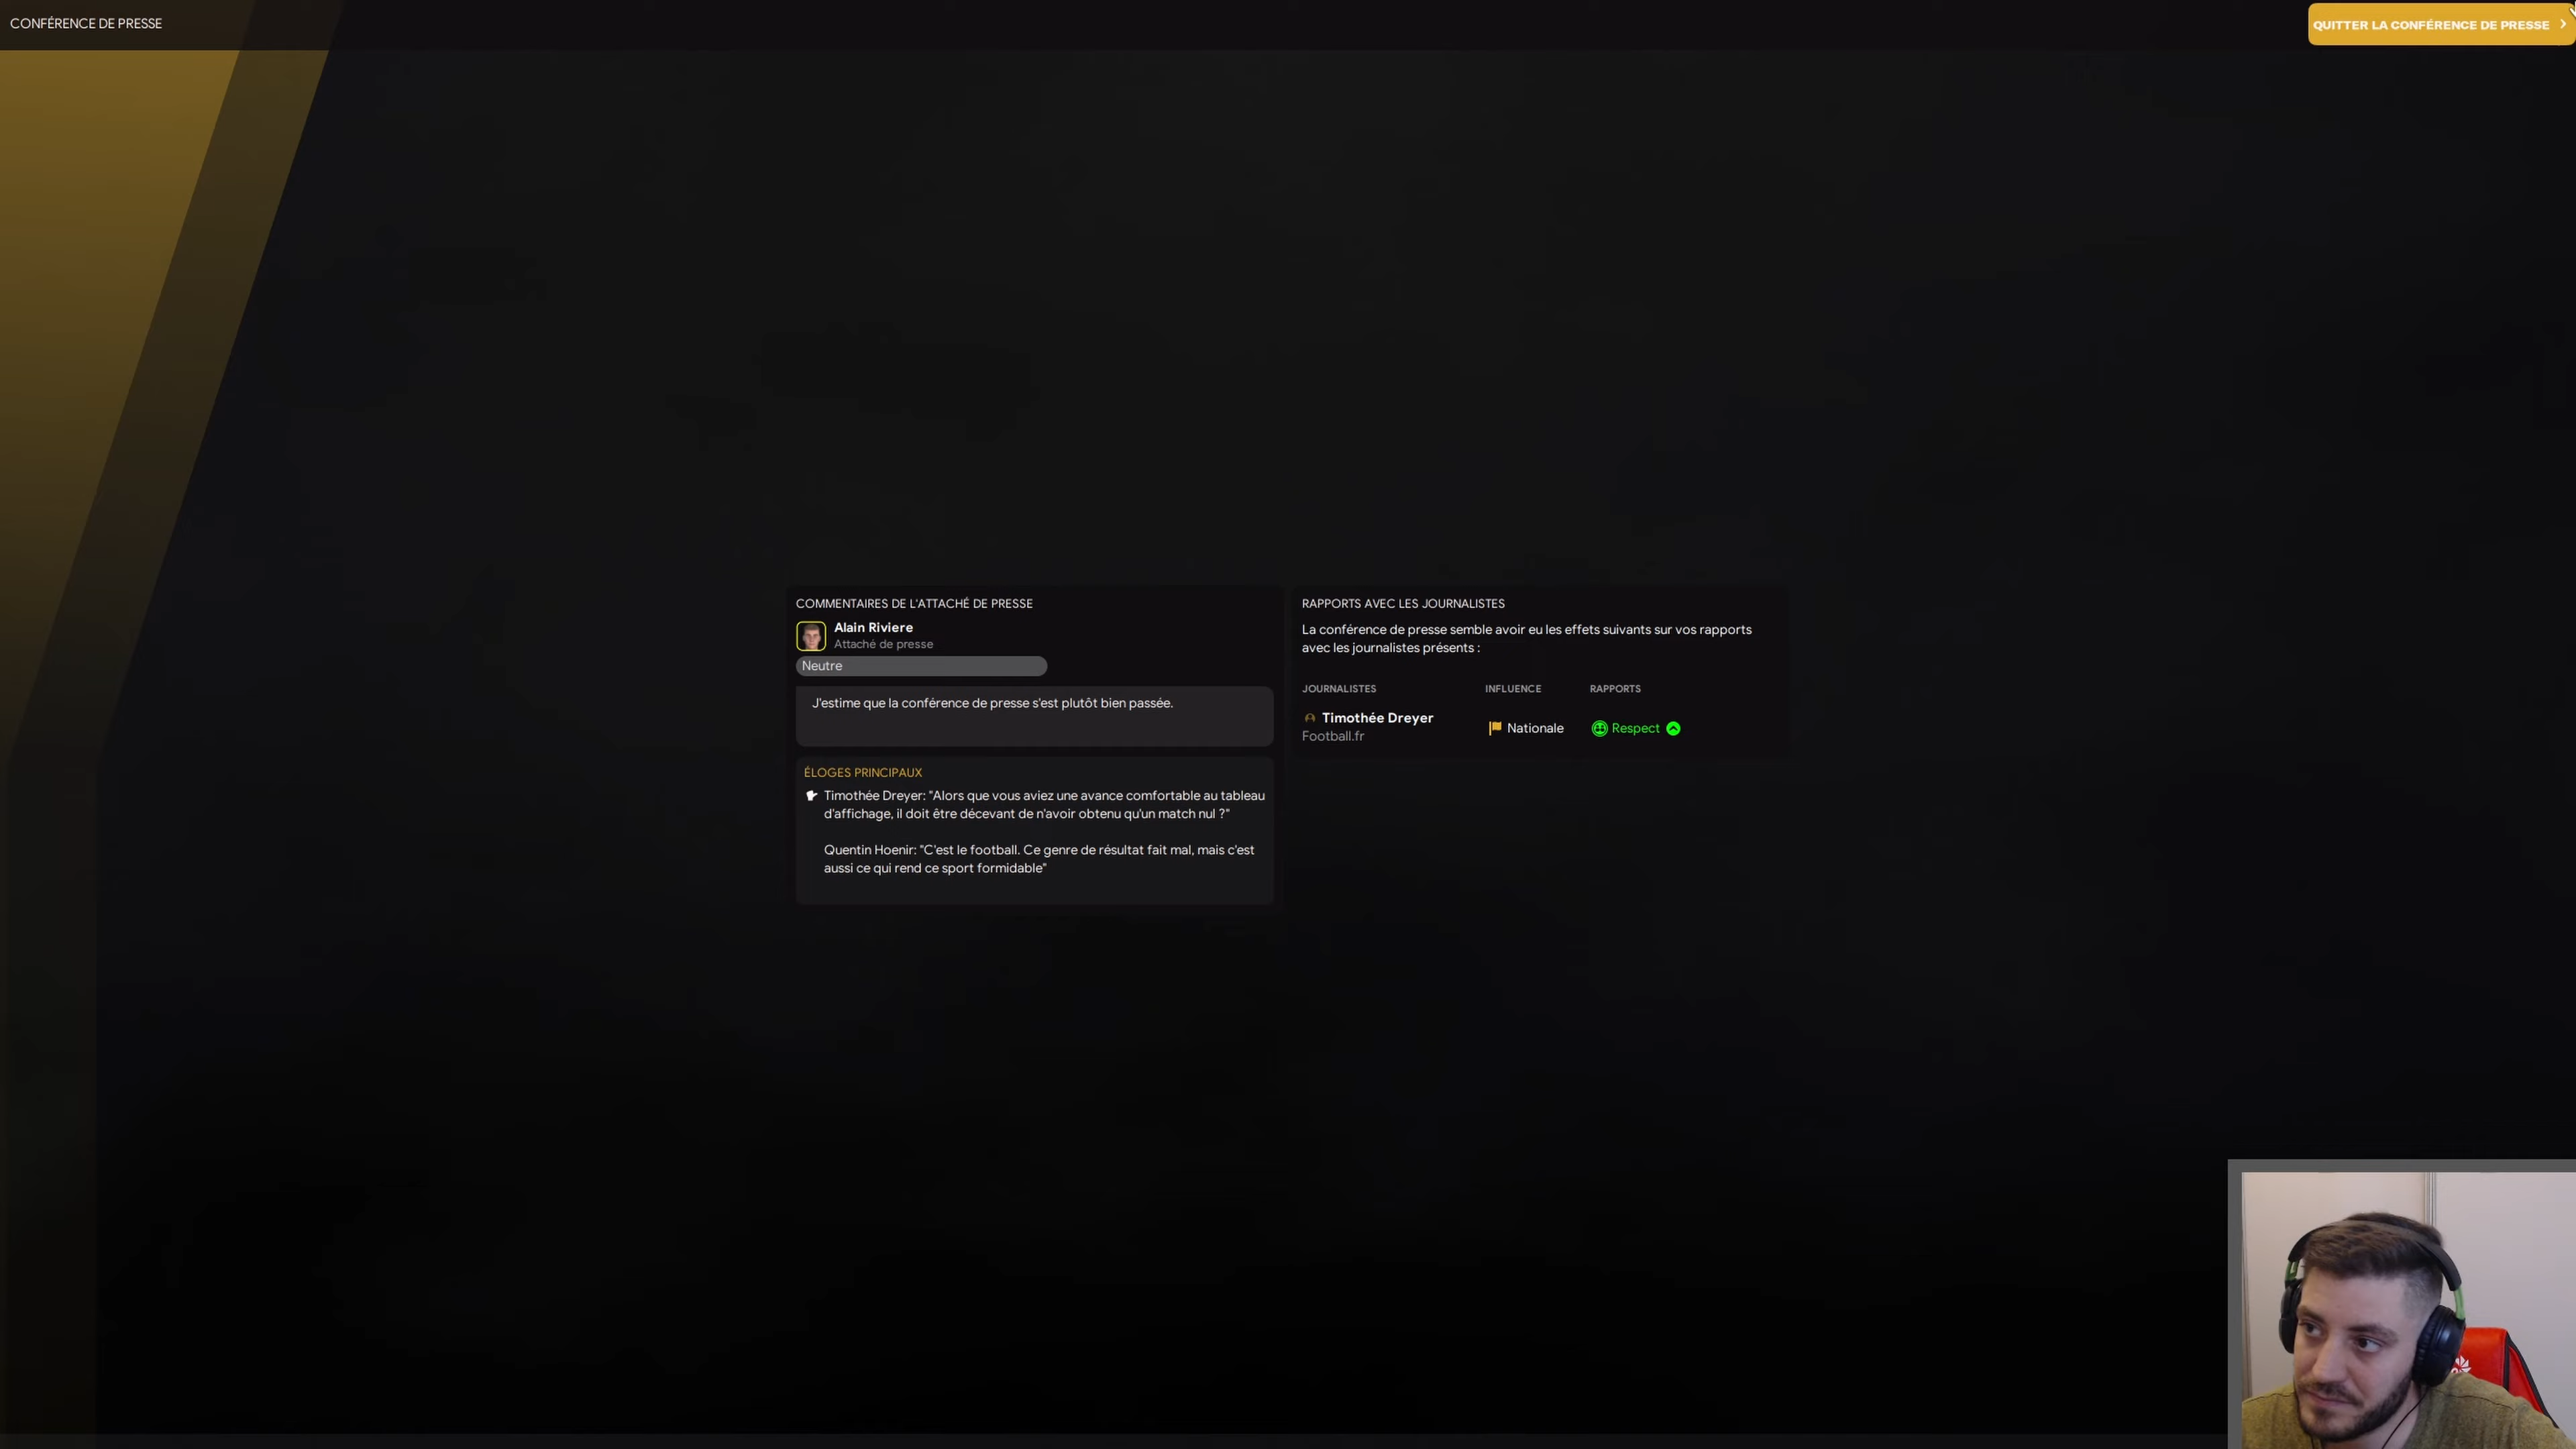 CONFÉRENCE DE PRESSE
QUITTER LA CONFÉRENCE DE PRESSE
COMMENTAIRES DE L'ATTACHÉ DE PRESSE
Alain Riviere
Attaché de presse
Neutre
J'estime que la conférence de presse s'est plutôt bien passée.
ÉLOGES PRINCIPAUX
Timothée Dreyer: "Alors que vous aviez une avance comfortable au tableau
d'affichage, il doit être décevant de n'avoir obtenu qu'un match nul ?"
Quentin Hoenir: "C'est le football. Ce genre de résultat fait mal, mais c'est
aussi ce qui rend ce sport formidable"
RAPPORTS AVEC LES JOURNALISTES
La conférence de presse semble avoir eu les effets suivants sur vos rapports
avec les journalistes présents :
JOURNALISTES INFLUENCE RAPPORTS
Timothée Dreyer
Football.fr
Nationale
Respect